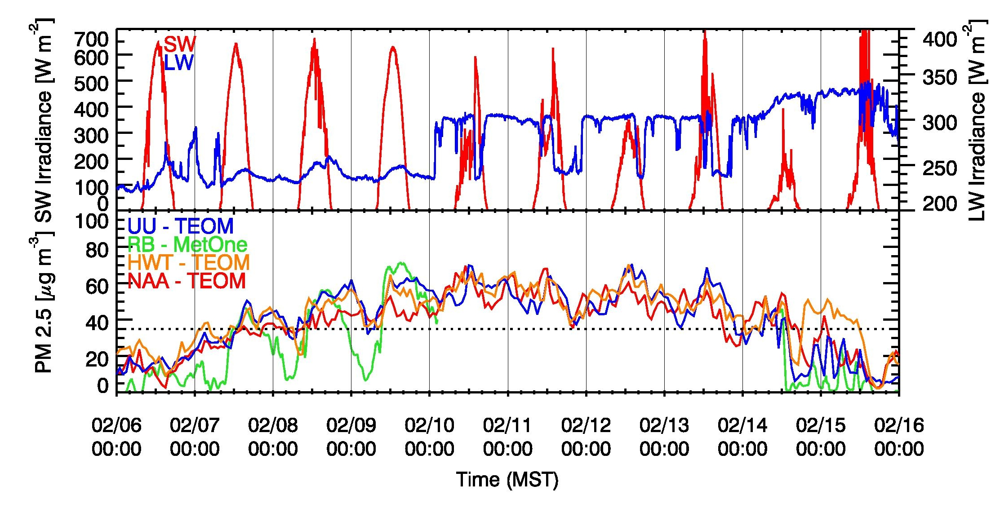 SW Irradiance [W m-2]
700
600
500
400
300
200
100
0
SW
LW
400
350
300
250
200
LW Irradiance [W m-2]
PM 2.5 [μg m-3]
100
80
60
40
20
0
UU - TEOM
RB - MetOne
HWT - TEOM
NAA - TEOM
02/06 02/07 02/08 02/09 02/10 02/11 02/12 02/13 02/14 02/15 02/16
00:00 00:00 00:00 00:00 00:00 00:00 00:00 00:00 00:00 00:00 00:00
Time (MST)